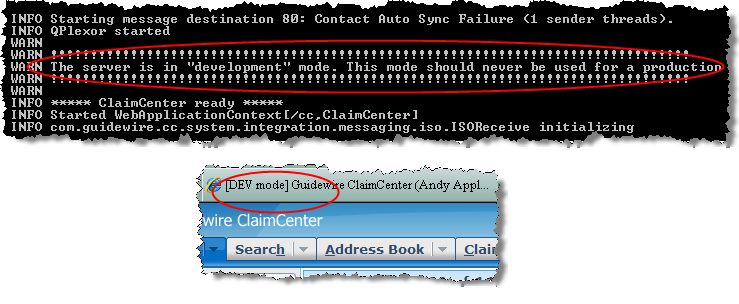 INFO Starting message destination 80: Contact Auto Sync Failure (1 sender threads).
INFO QPlexor started
WARN
WARN !!!!!!!!!!!!!!!!!!!!!!!!!!!!!!!!!!!!!!!!!!!!!!!!!!!!!!!!!!!!!!!!!!!!!!!!!!!!!!!
WARN The server is in "development" mode. This mode should never be used for a production
WARN !!!!!!!!!!!!!!!!!!!!!!!!!!!!!!!!!!!!!!!!!!!!!!!!!!!!!!!!!!!!!!!!!!!!!!!!!!!!!!!
WARN
INFO ***** ClaimCenter ready *****
INFO Started WebApplicationContext[/cc,ClaimCenter]
INFO com.guidewire.cc.system.integration.messaging.iso.ISOReceive initializing
[DEV mode] Guidewire ClaimCenter (Andy Appl...
wire ClaimCenter
Search Address Book Clai